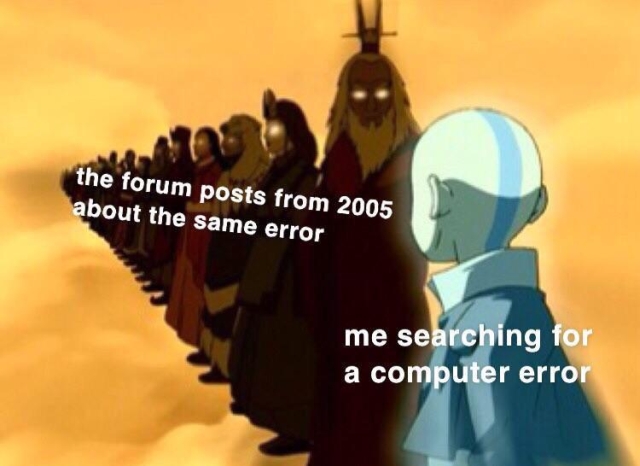 the forum posts from 2005
about the same error
me searching for
a computer error